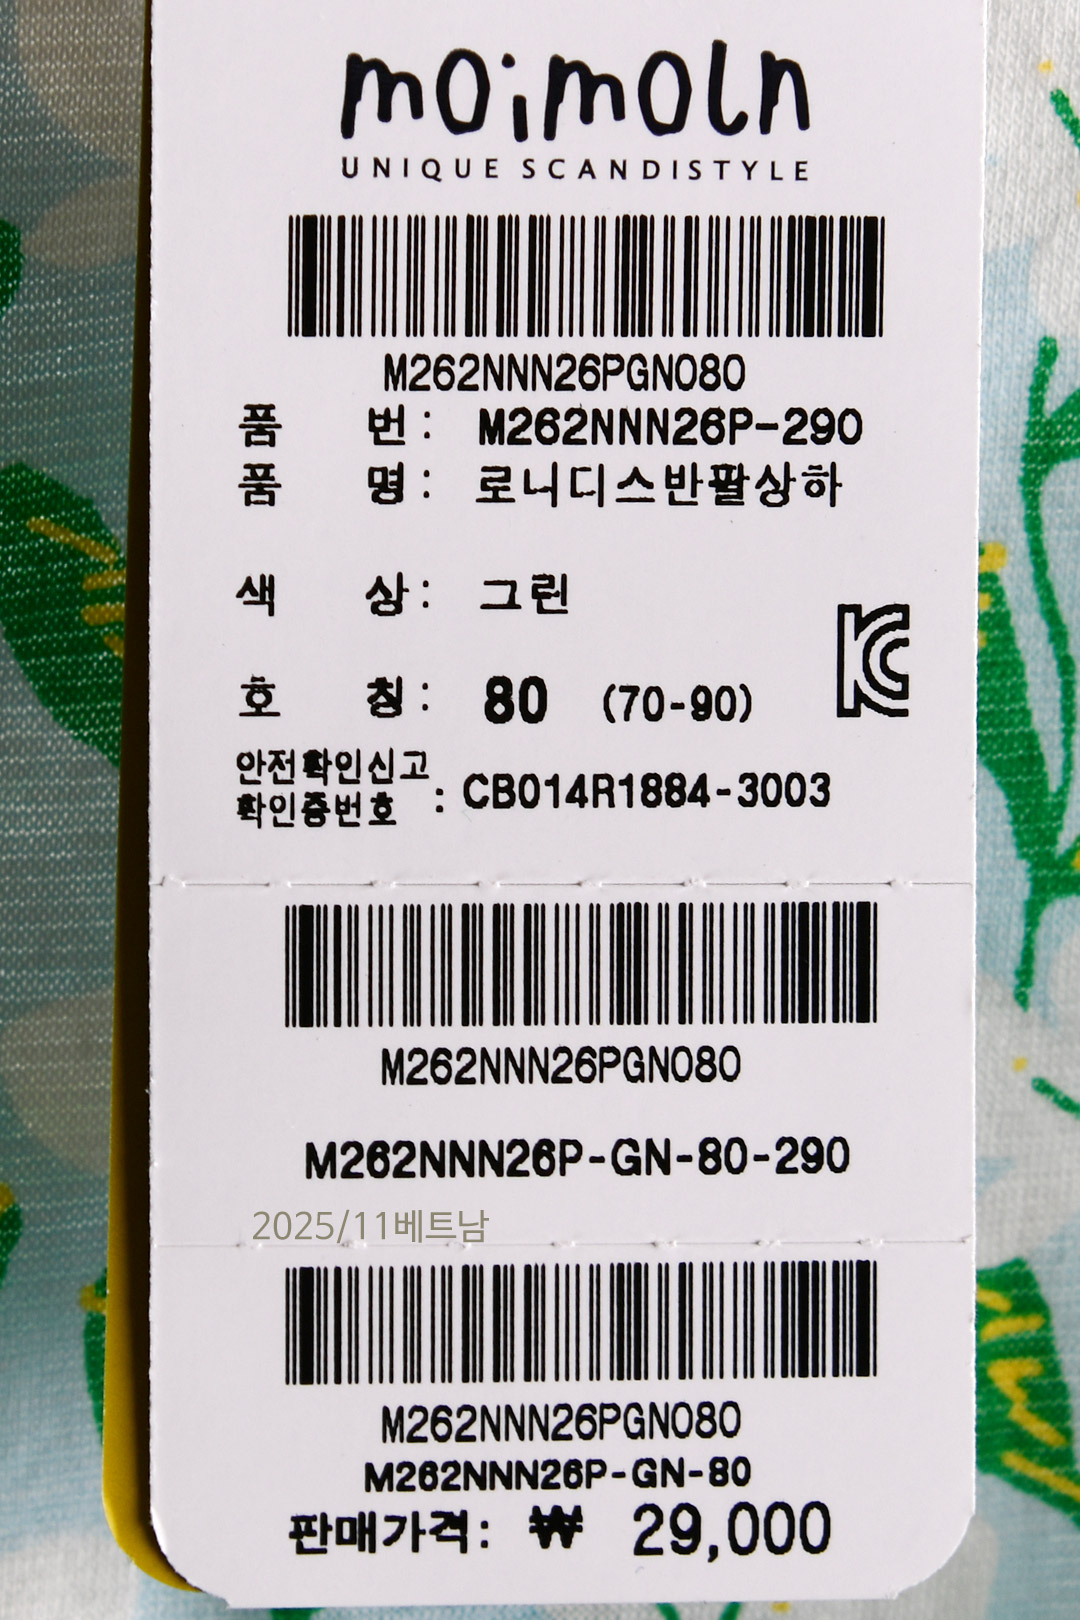 moimoln
UNIQUE SCANDISTYLE
M262NNN26PGN080
품 번 : M262NNN26P-290
품 명 : 로니디스반팔상하
색 상 : 그린
호 칭 : 80 (70-90)
안전확인신고
확인증번호 : CB014R1884-3003
M262NNN26PGN080
M262NNN26P-GN-80-290
2025/11베트남
M262NNN26PGN080
M262NNN26P-GN-80
판매가격: ₩ 29,000